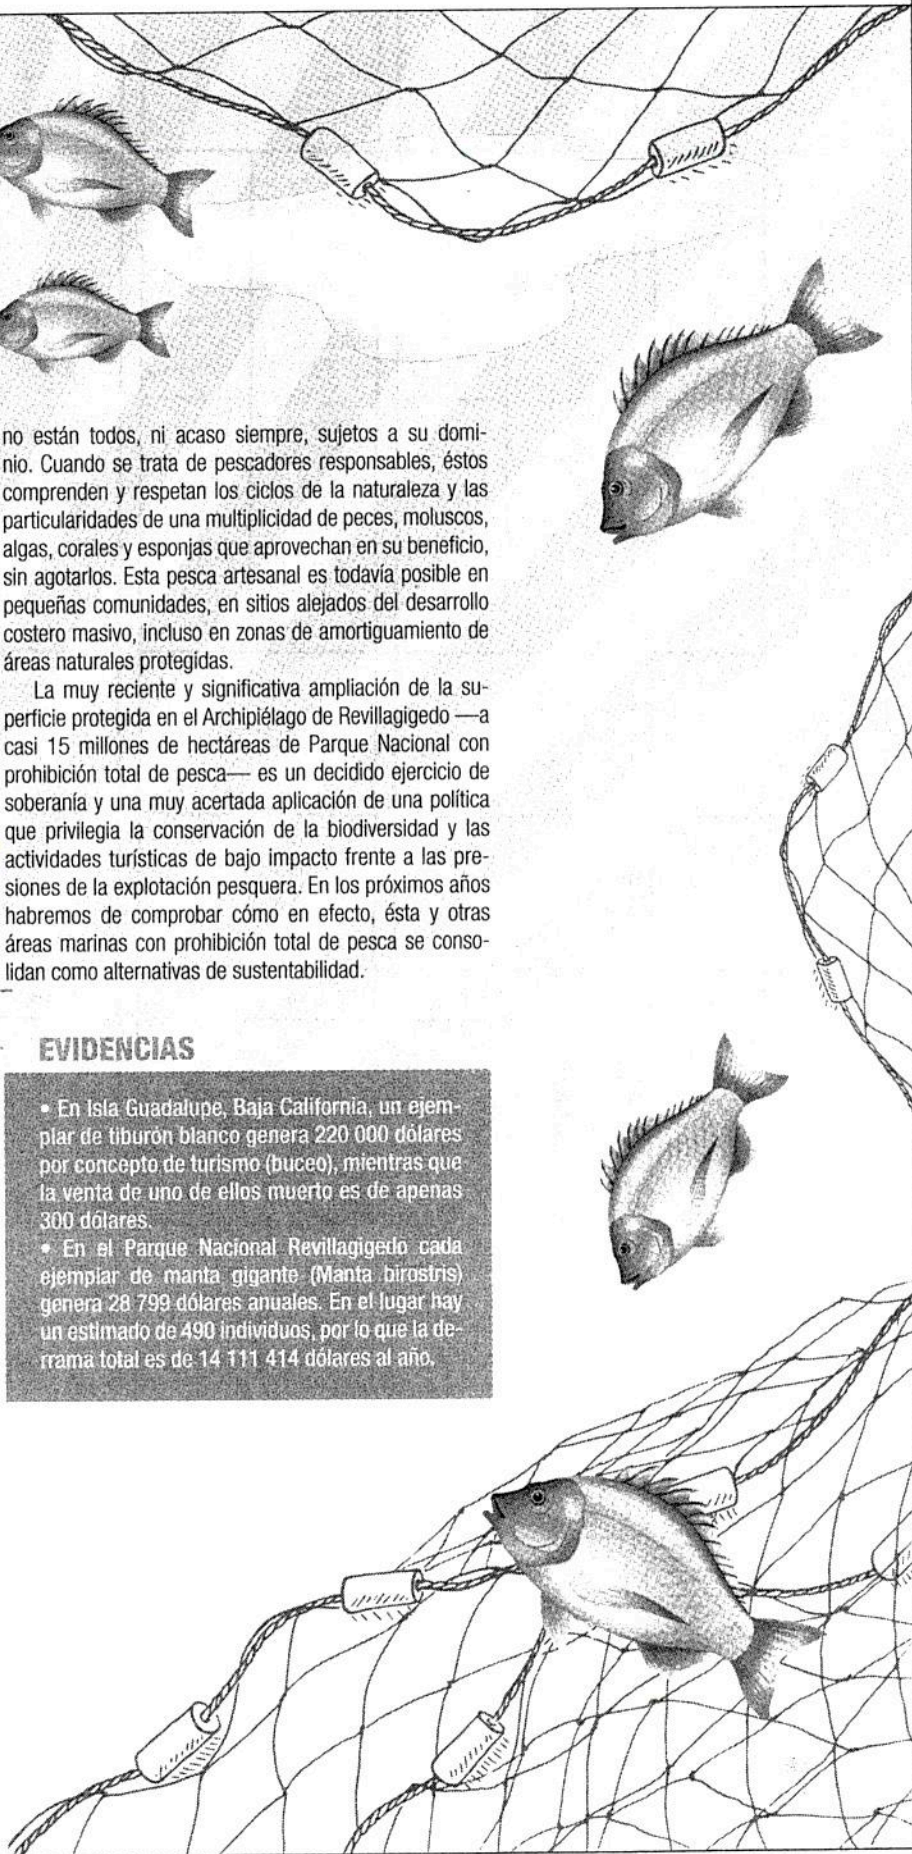 no están todos, ni acaso siempre, sujetos a su domi-
nio. Cuando se trata de pescadores responsables, éstos
comprenden y respetan los ciclos de la naturaleza y las
particularidades de una multiplicidad de peces, moluscos,
algas, corales y esponjas que aprovechan en su beneficio,
sin agotarlos. Esta pesca artesanal es todavía posible en
pequeñas comunidades, en sitios alejados del desarrollo
costero masivo, incluso en zonas de amortiguamiento de
áreas naturales protegidas.
La muy reciente y significativa ampliación de la su-
perficie protegida en el Archipiélago de Revillagigedo —a
casi 15 millones de hectáreas de Parque Nacional con
prohibición total de pesca— es un decidido ejercicio de
soberanía y una muy acertada aplicación de una política
que privilegia la conservación de la biodiversidad y las
actividades turísticas de bajo impacto frente a las pre-
siones de la explotación pesquera. En los próximos años
habremos de comprobar cómo en efecto, ésta y otras
áreas marinas con prohibición total de pesca se conso-
lidan como alternativas de sustentabilidad.
EVIDENCIAS
• En Isla Guadalupe, Baja California, un ejem-
plar de tiburón blanco genera 220 000 dólares
por concepto de turismo (buceo), mientras que
la venta de uno de ellos muerto es de apenas
300 dólares.
• En el Parque Nacional Revillagigedo cada
ejemplar de manta gigante (Manta birostris)
genera 28 799 dólares anuales. En el lugar hay
un estimado de 490 individuos, por lo que la de-
rrama total es de 14 111 414 dólares al año.